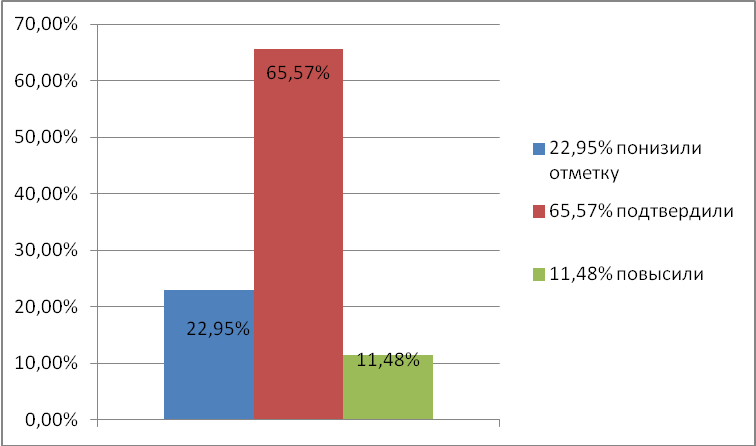 70,00%
60,00%
50,00%
40,00%
30,00%
20,00%
10,00%
0,00%
22,95%
65,57%
11,48%
22,95% понизили
отметку
65,57% подтвердили
11,48% повысили